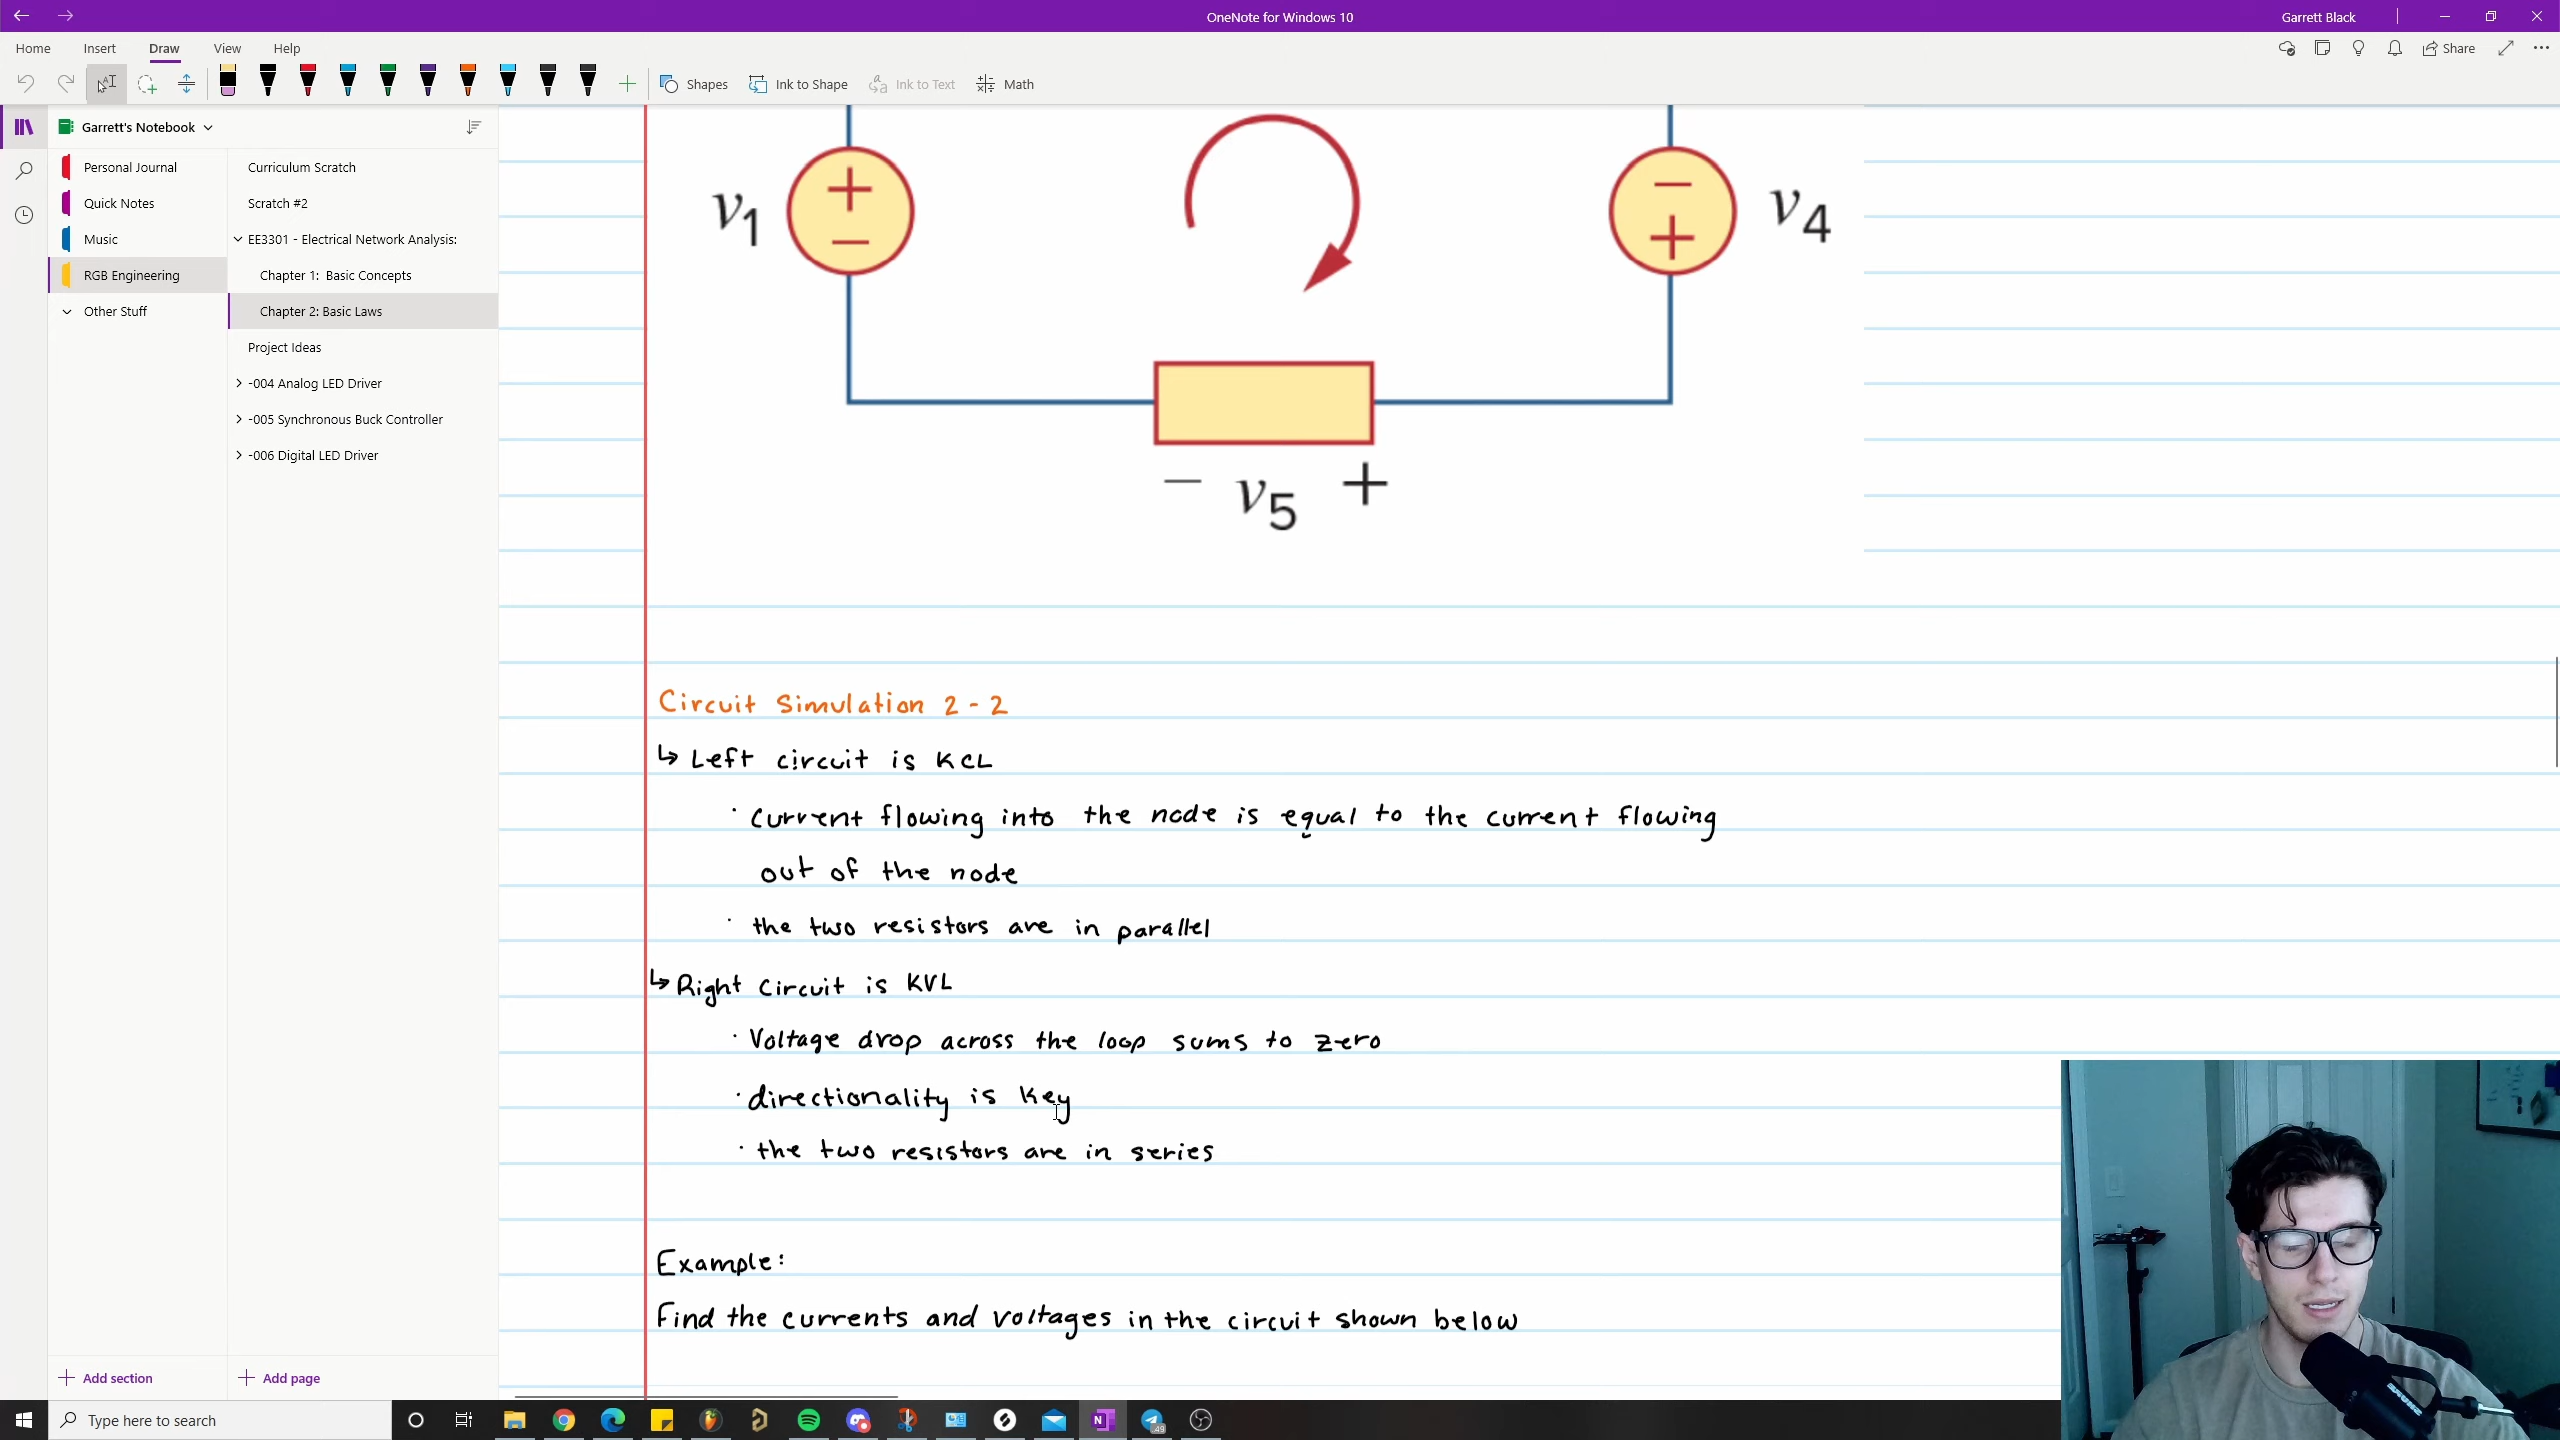 OneNote for Windows 10
Garrett Black
Home Insert Draw View Help
Share
Shapes Ink to Shape Ink to Text Math
Garrett's Notebook
Personal Journal
Quick Notes
Music
RGB Engineering
Other Stuff
Curriculum Scratch
Scratch #2
EE3301 - Electrical Network Analysis:
Chapter 1: Basic Concepts
Chapter 2: Basic Laws
Project Ideas
-004 Analog LED Driver
-005 Synchronous Buck Controller
-006 Digital LED Driver
v1 + −
− + v4
− v5 +
Circuit Simulation 2-2
↳ Left circuit is KCL
· Current flowing into the node is equal to the current flowing
out of the node
· the two resistors are in parallel
↳ Right Circuit is KVL
· Voltage drop across the loop sums to zero
· directionality is key
· the two resistors are in series
Example:
Find the currents and voltages in the circuit shown below
Add section
Add page
Type here to search